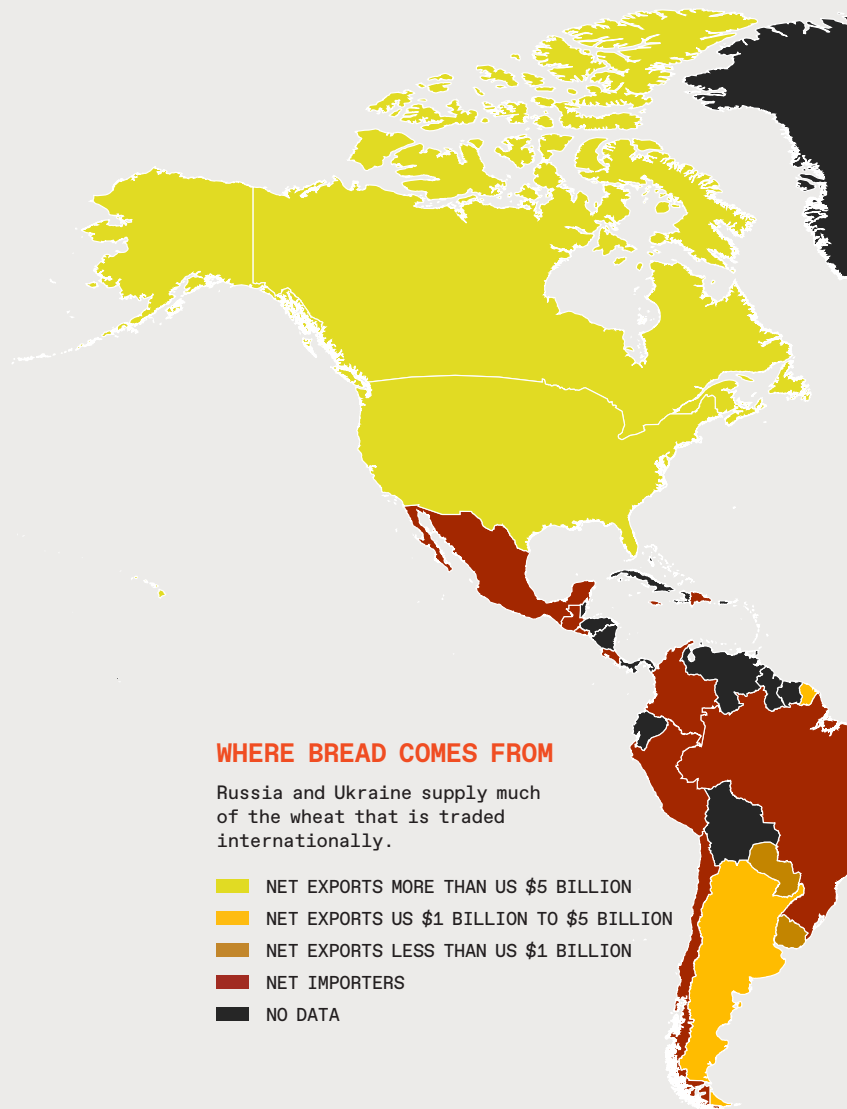 WHERE BREAD COMES FROM
Russia and Ukraine supply much
of the wheat that is traded
internationally.
NET EXPORTS MORE THAN US $5 BILLION
NET EXPORTS US $1 BILLION TO $5 BILLION
NET EXPORTS LESS THAN US $1 BILLION
NET IMPORTERS
NO DATA